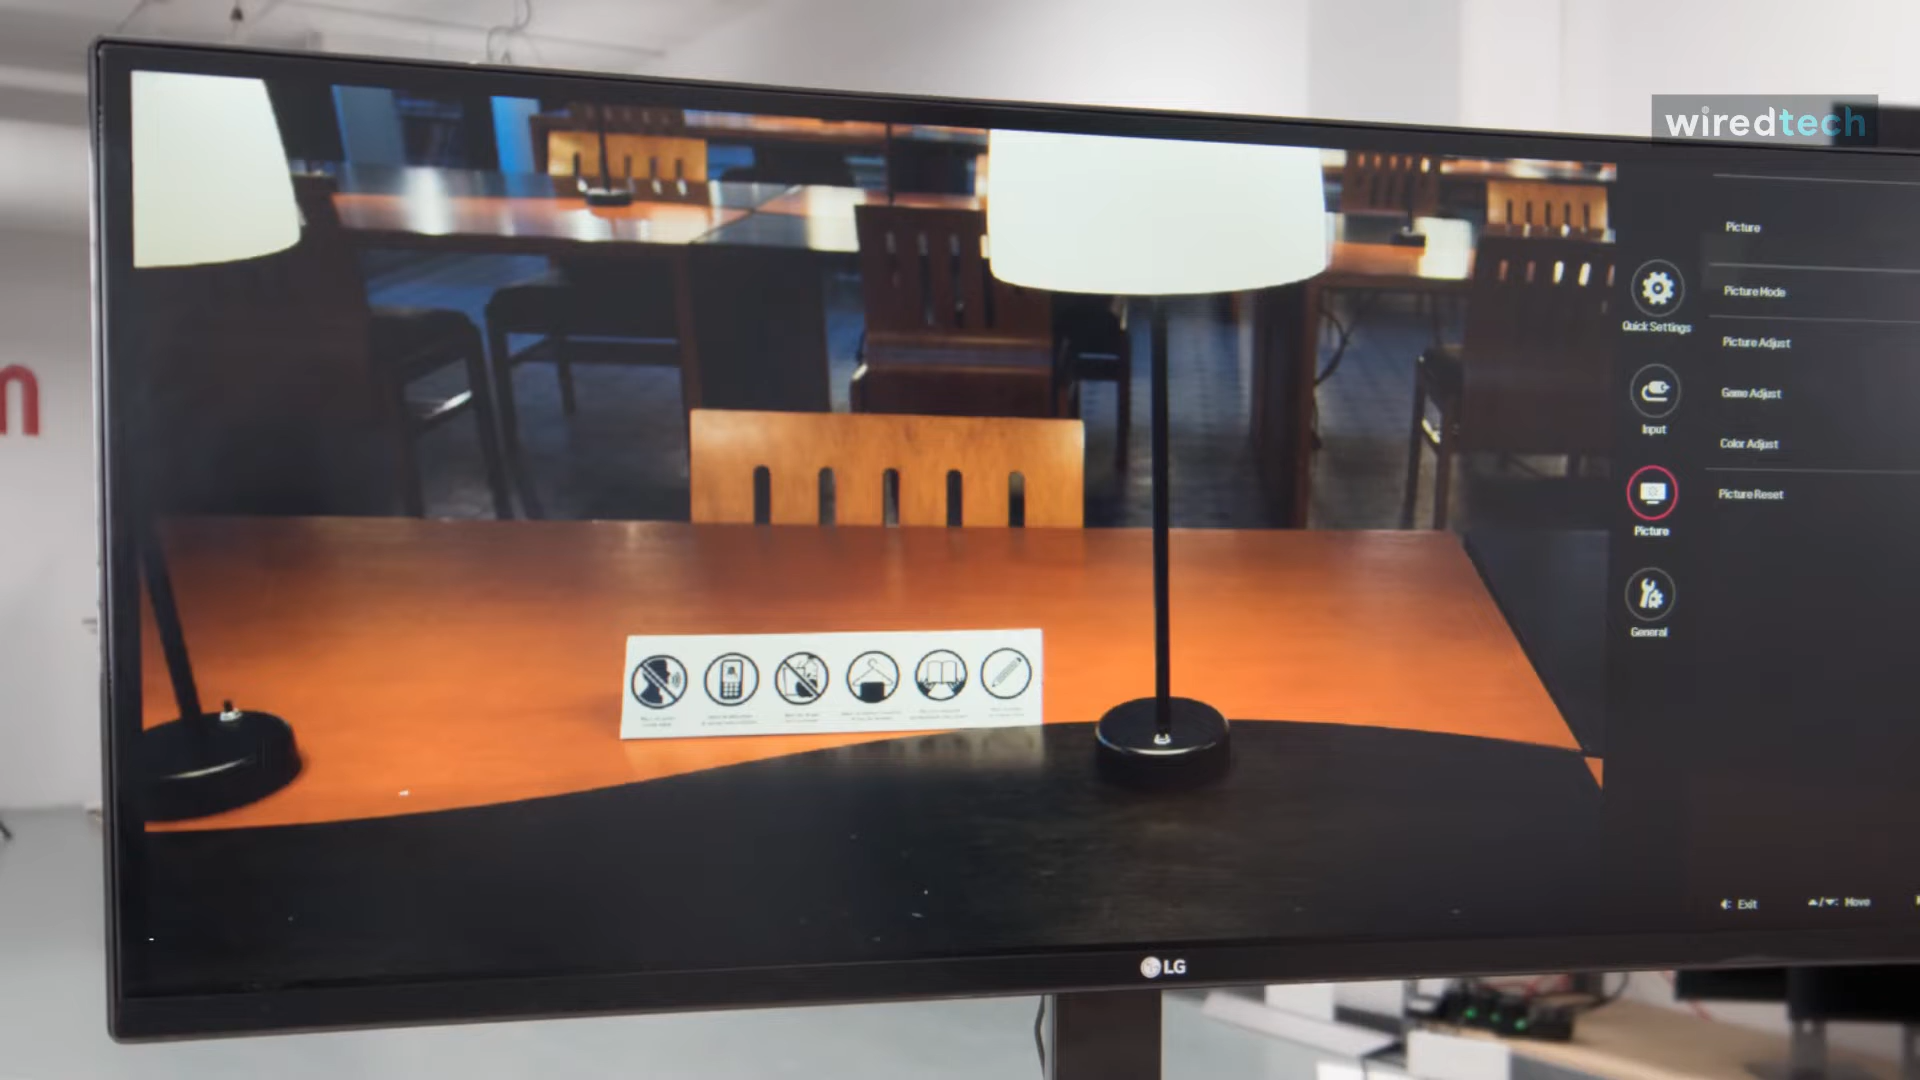 wiredtech
Picture
Quick Settings
Picture Mode
Picture Adjust
Input
Game Adjust
Color Adjust
Picture
Picture Reset
General
Exit
Move
LG